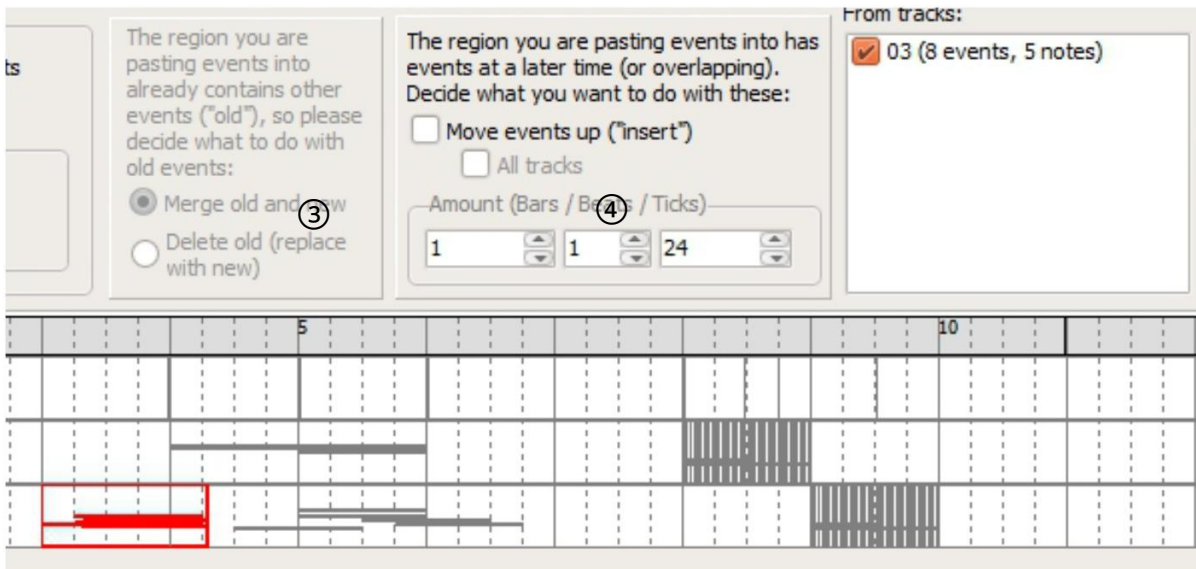 ts
The region you are
pasting events into
already contains other
events ("old"), so please
decide what to do with
old events:
Merge old and new
③
Delete old (replace
with new)
The region you are pasting events into has
events at a later time (or overlapping).
Decide what you want to do with these:
Move events up ("insert")
All tracks
Amount (Bars / Beats / Ticks)
④
1 1 24
From tracks:
03 (8 events, 5 notes)
5 10